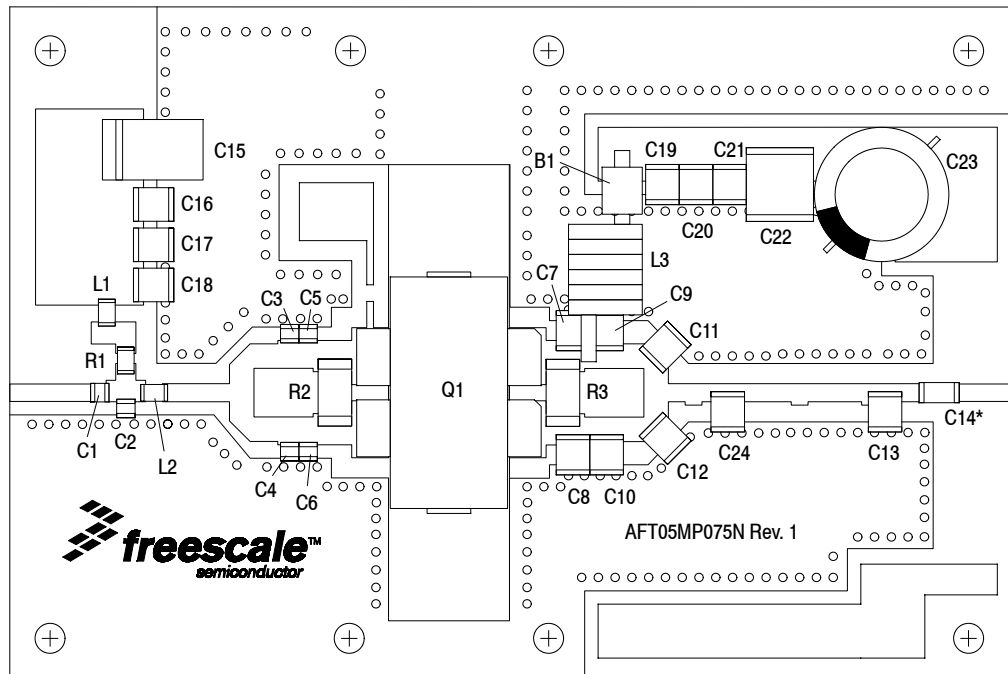 C15
B1
C19
C21
C23
C16
C17
C20
C22
L3
C18
L1
C7
C9
C3 C5
C11
R1
R2
Q1
R3
C14*
C1
C2
L2
C4
C6
C8
C10
C12
C24
C13
freescale™
semiconductor
AFT05MP075N Rev. 1